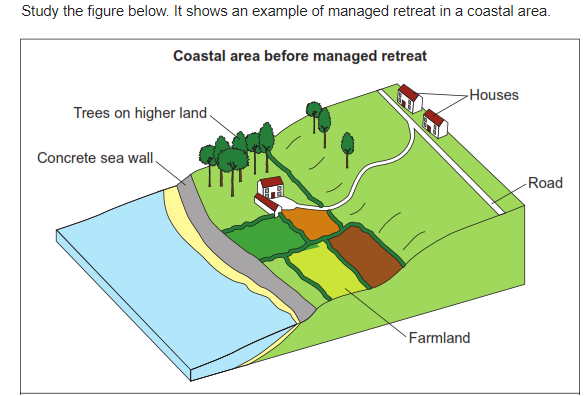 Study the figure below. It shows an example of managed retreat in a coastal area.
Coastal area before managed retreat
Houses
Trees on higher land
Concrete sea wall
Road
Farmland